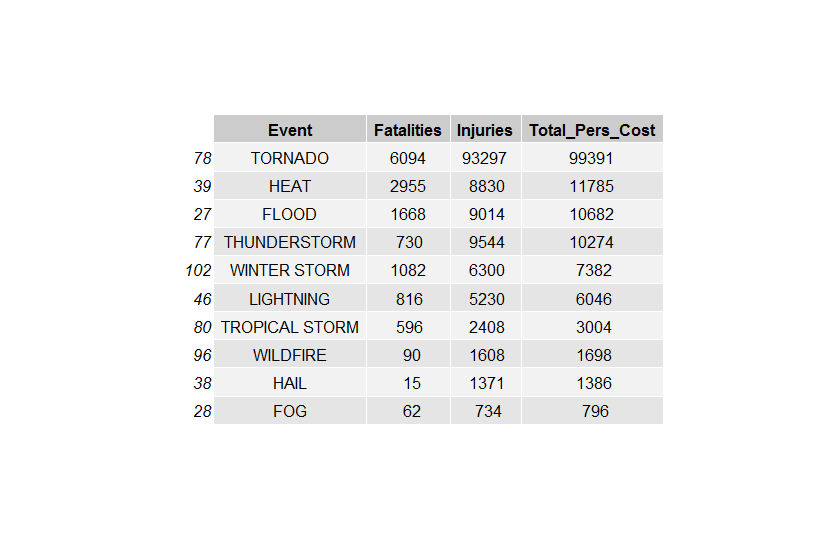 Event Fatalities Injuries Total_Pers_Cost
78 TORNADO 6094 93297 99391
39 HEAT 2955 8830 11785
27 FLOOD 1668 9014 10682
77 THUNDERSTORM 730 9544 10274
102 WINTER STORM 1082 6300 7382
46 LIGHTNING 816 5230 6046
80 TROPICAL STORM 596 2408 3004
96 WILDFIRE 90 1608 1698
38 HAIL 15 1371 1386
28 FOG 62 734 796